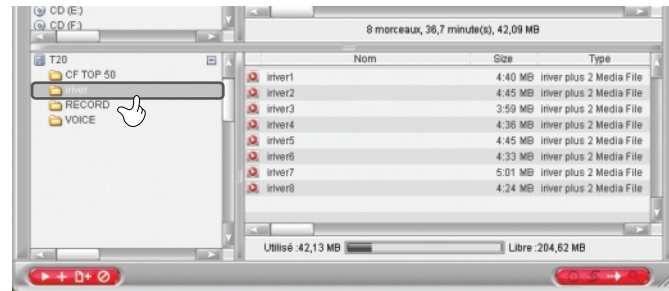 CD (E:)
CD (F:)
8 morceaux, 36,7 minute(s), 42,09 MB
T20
CF TOP 50
iriver
RECORD
VOICE
Nom Size Type
iriver1 4:40 MB iriver plus 2 Media File
iriver2 4:45 MB iriver plus 2 Media File
iriver3 3:59 MB iriver plus 2 Media File
iriver4 4:36 MB iriver plus 2 Media File
iriver5 4:45 MB iriver plus 2 Media File
iriver6 4:33 MB iriver plus 2 Media File
iriver7 5:01 MB iriver plus 2 Media File
iriver8 4:24 MB iriver plus 2 Media File
Utilisé :42,13 MB Libre :204,62 MB